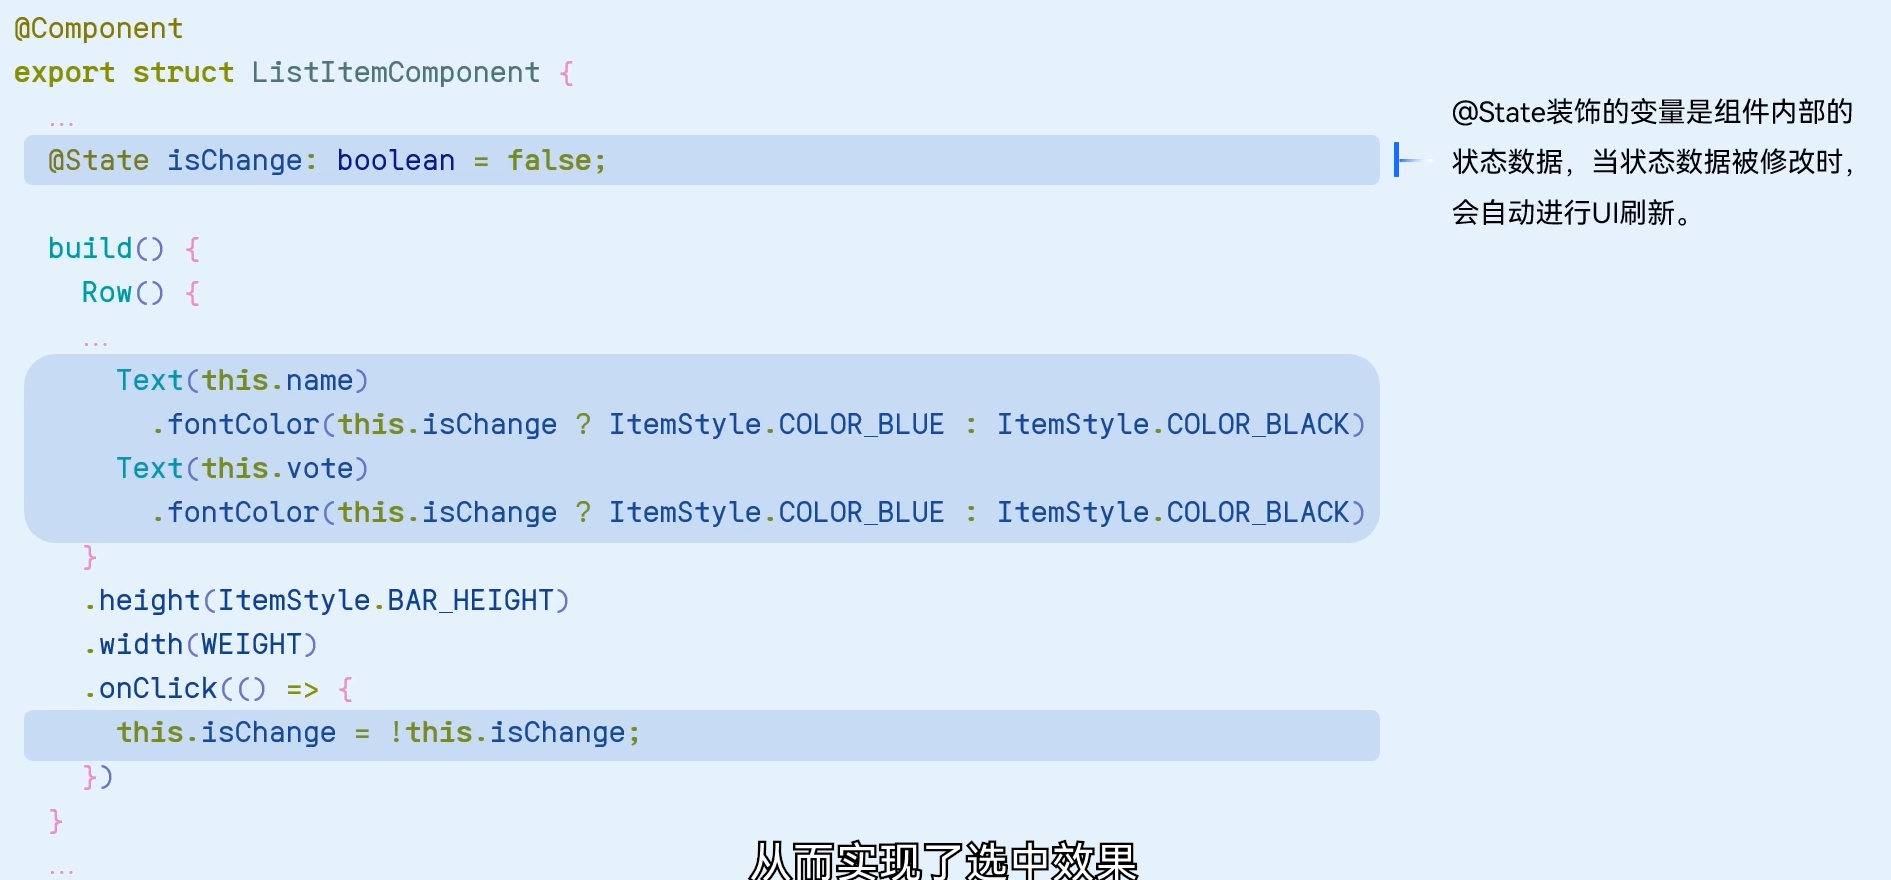 @Component
export struct ListItemComponent {
...
@State isChange: boolean = false;
@State装饰的变量是组件内部的
状态数据，当状态数据被修改时，
会自动进行UI刷新。
build() {
Row() {
...
Text(this.name)
.fontColor(this.isChange ? ItemStyle.COLOR_BLUE : ItemStyle.COLOR_BLACK)
Text(this.vote)
.fontColor(this.isChange ? ItemStyle.COLOR_BLUE : ItemStyle.COLOR_BLACK)
}
.height(ItemStyle.BAR_HEIGHT)
.width(WEIGHT)
.onClick(() => {
this.isChange = !this.isChange;
})
}
...
从而实现了选中效果